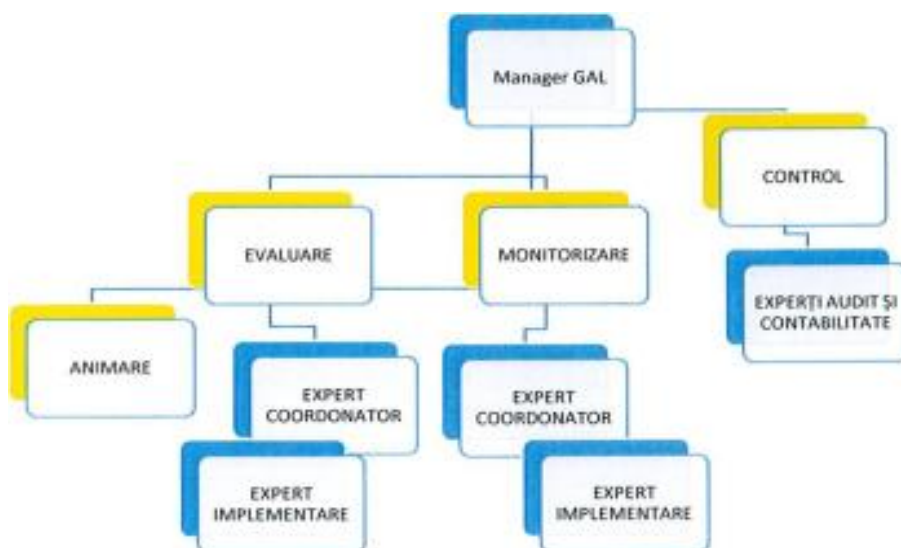 Manager GAL
CONTROL
EVALUARE
MONITORIZARE
EXPERȚI AUDIT ȘI
CONTABILITATE
ANIMARE
EXPERT
COORDONATOR
EXPERT
COORDONATOR
EXPERT
IMPLEMENTARE
EXPERT
IMPLEMENTARE